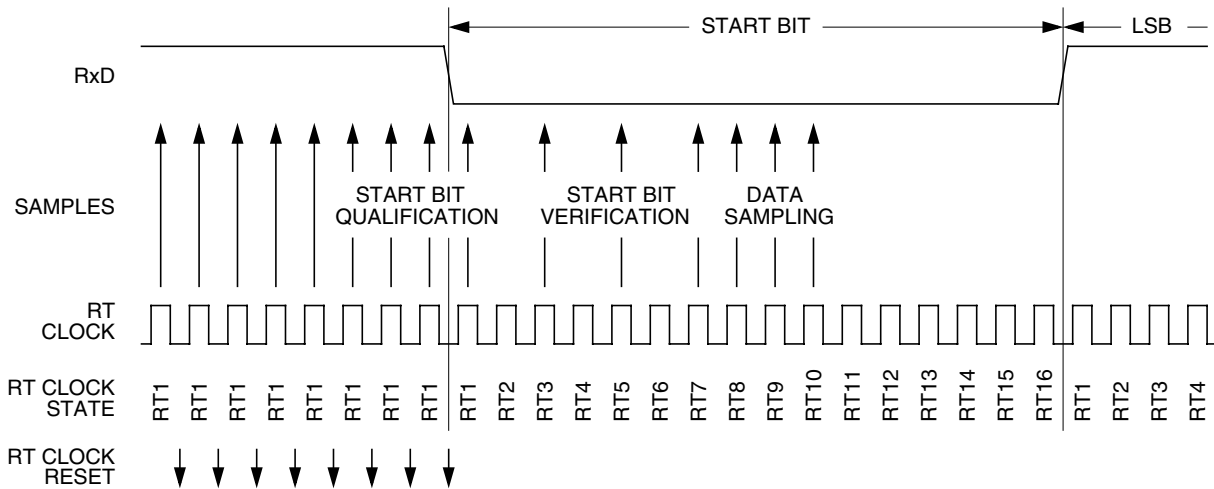 START BIT
LSB
RxD
SAMPLES
START BIT
QUALIFICATION
START BIT
VERIFICATION
DATA
SAMPLING
RT
CLOCK
RT CLOCK
STATE
RT1 RT1 RT1 RT1 RT1 RT1 RT1 RT1 RT1 RT2 RT3 RT4 RT5 RT6 RT7 RT8 RT9 RT10 RT11 RT12 RT13 RT14 RT15 RT16 RT1 RT2 RT3 RT4
RT CLOCK
RESET